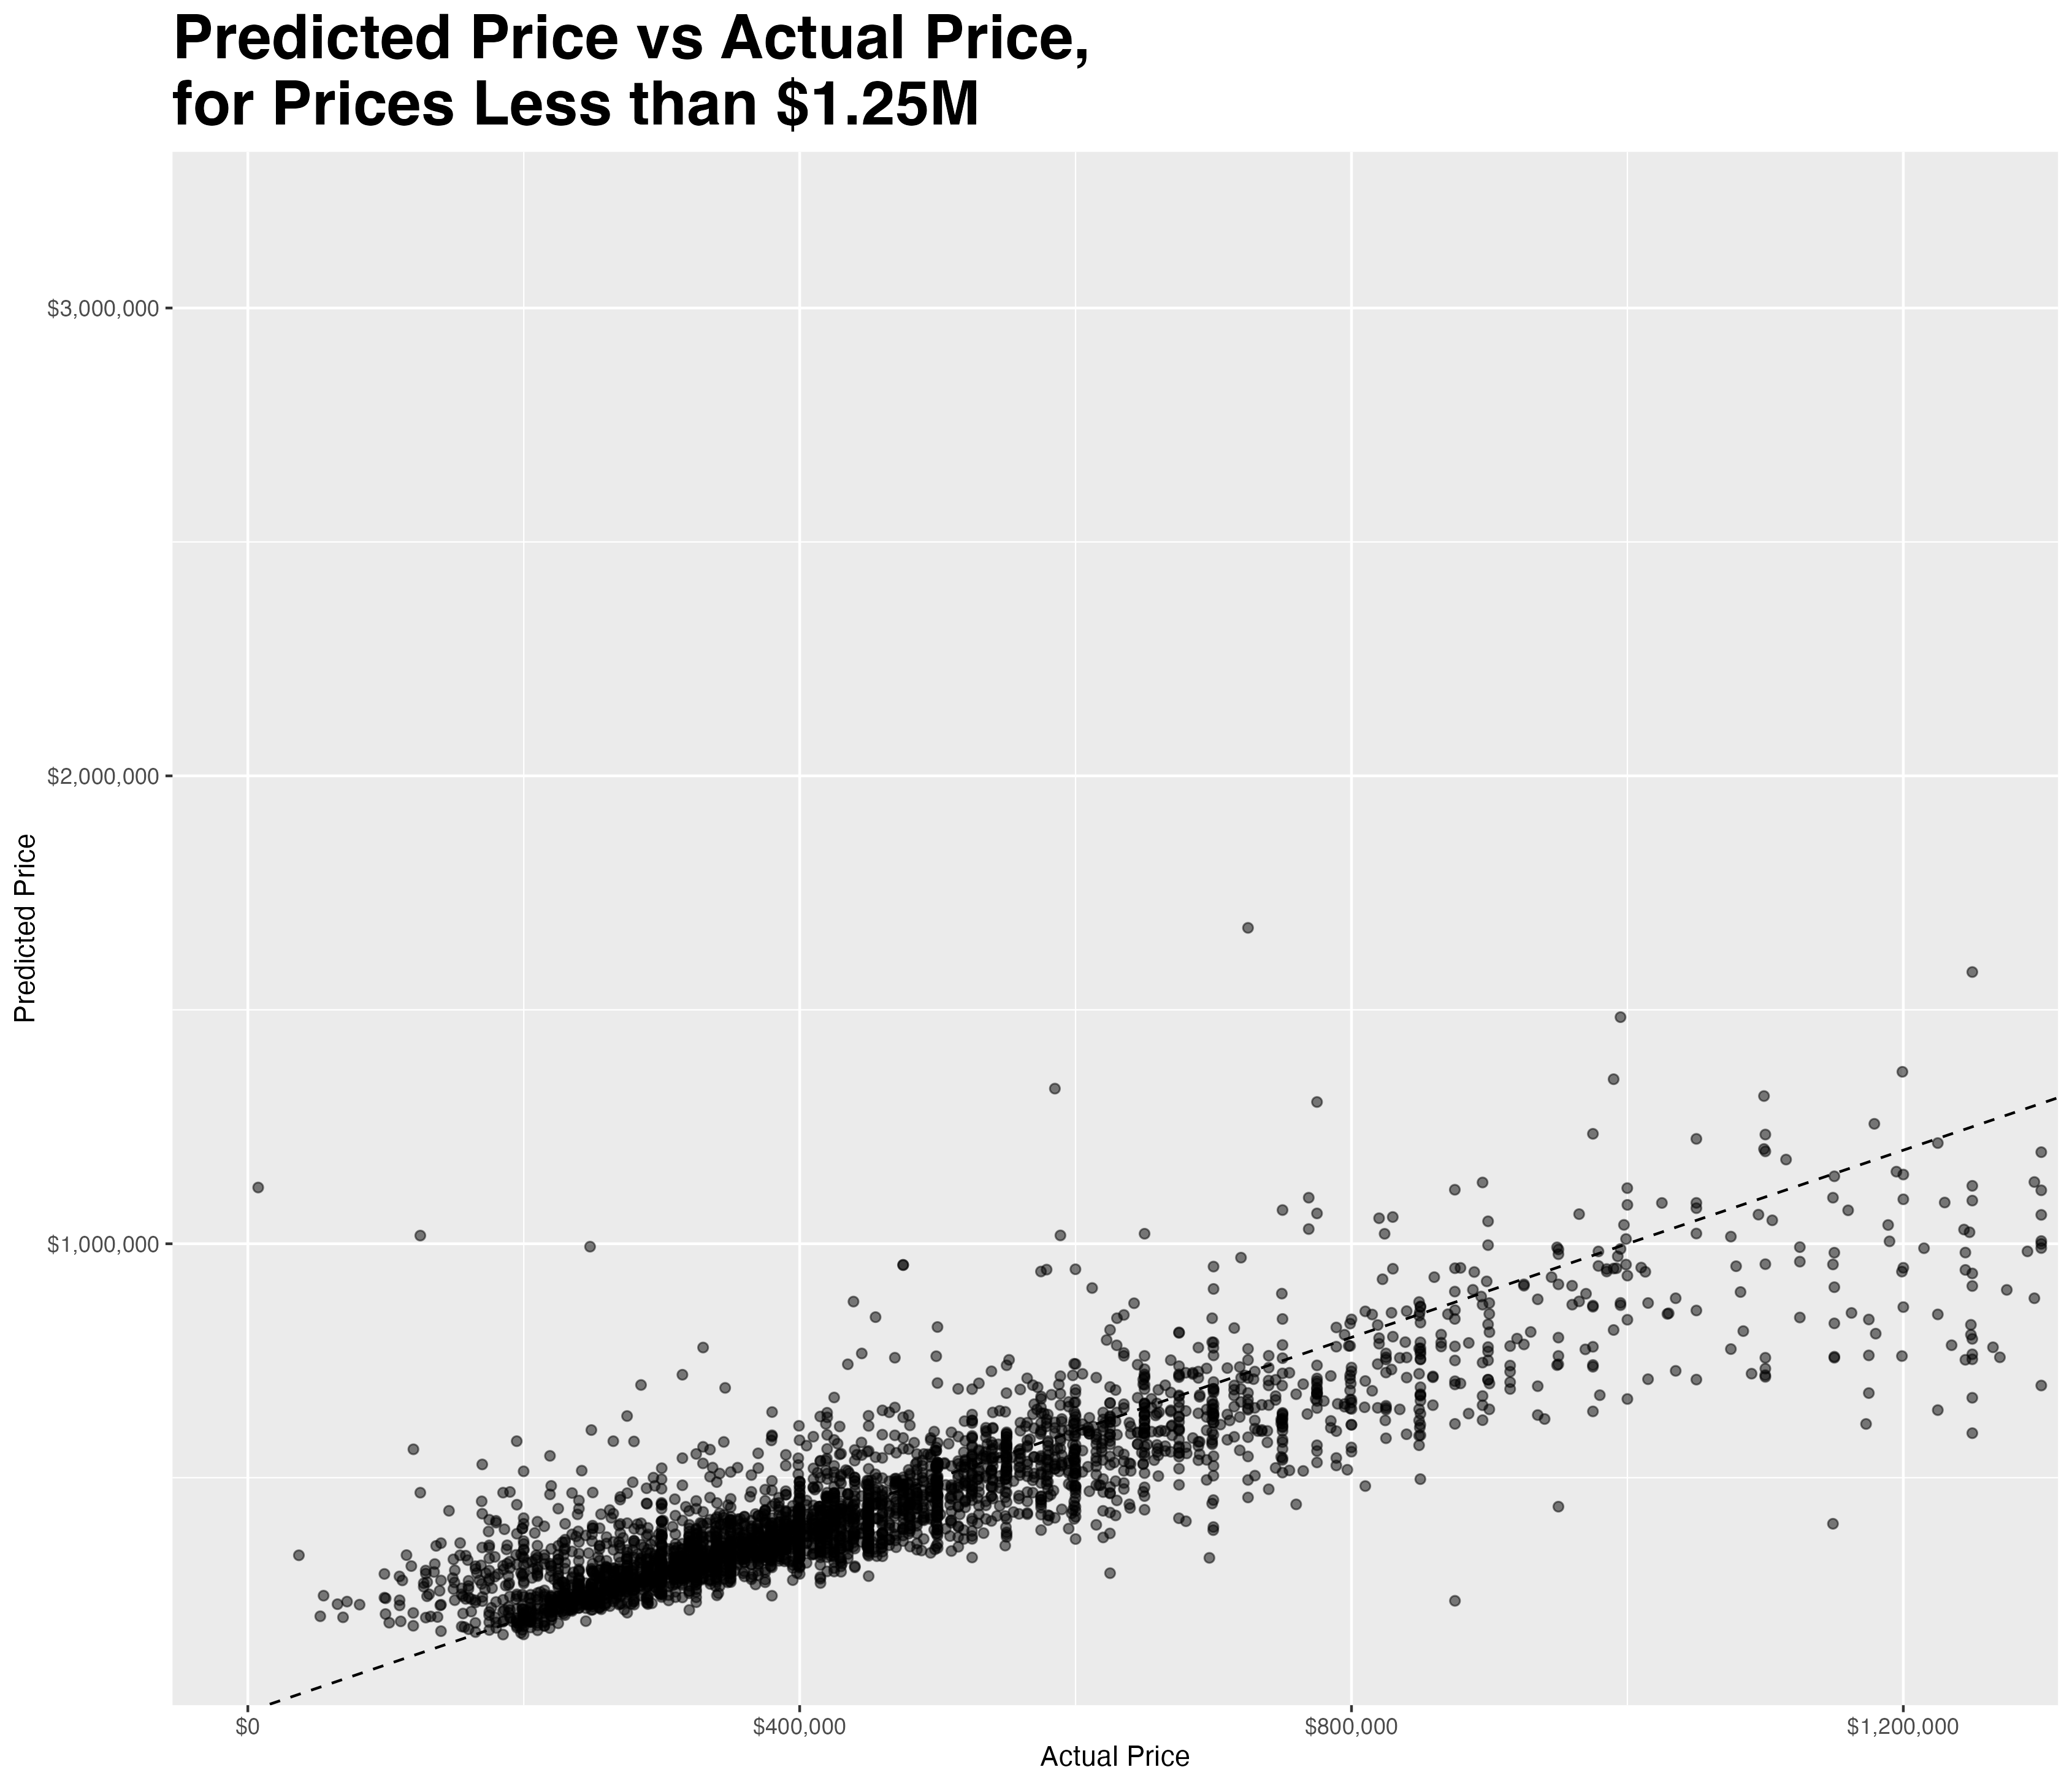 Predicted Price vs Actual Price,
for Prices Less than $1.25M
$3,000,000
$2,000,000
$1,000,000
Predicted Price
$0
$400,000
$800,000
$1,200,000
Actual Price